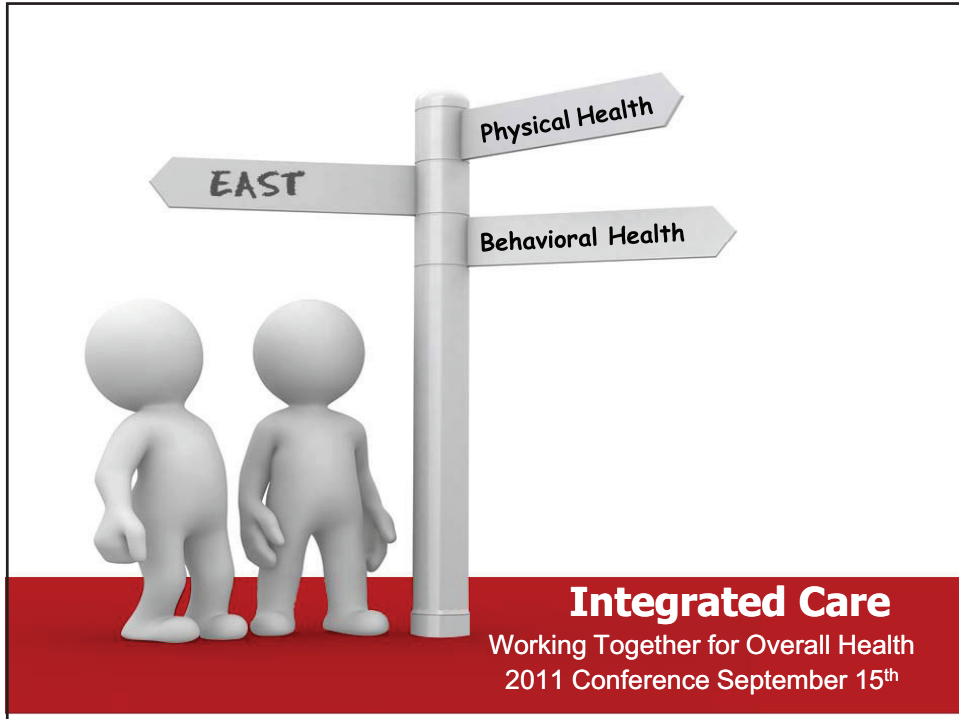 Physical Health
EAST
Behavioral Health
Integrated Care
Working Together for Overall Health
2011 Conference September 15th